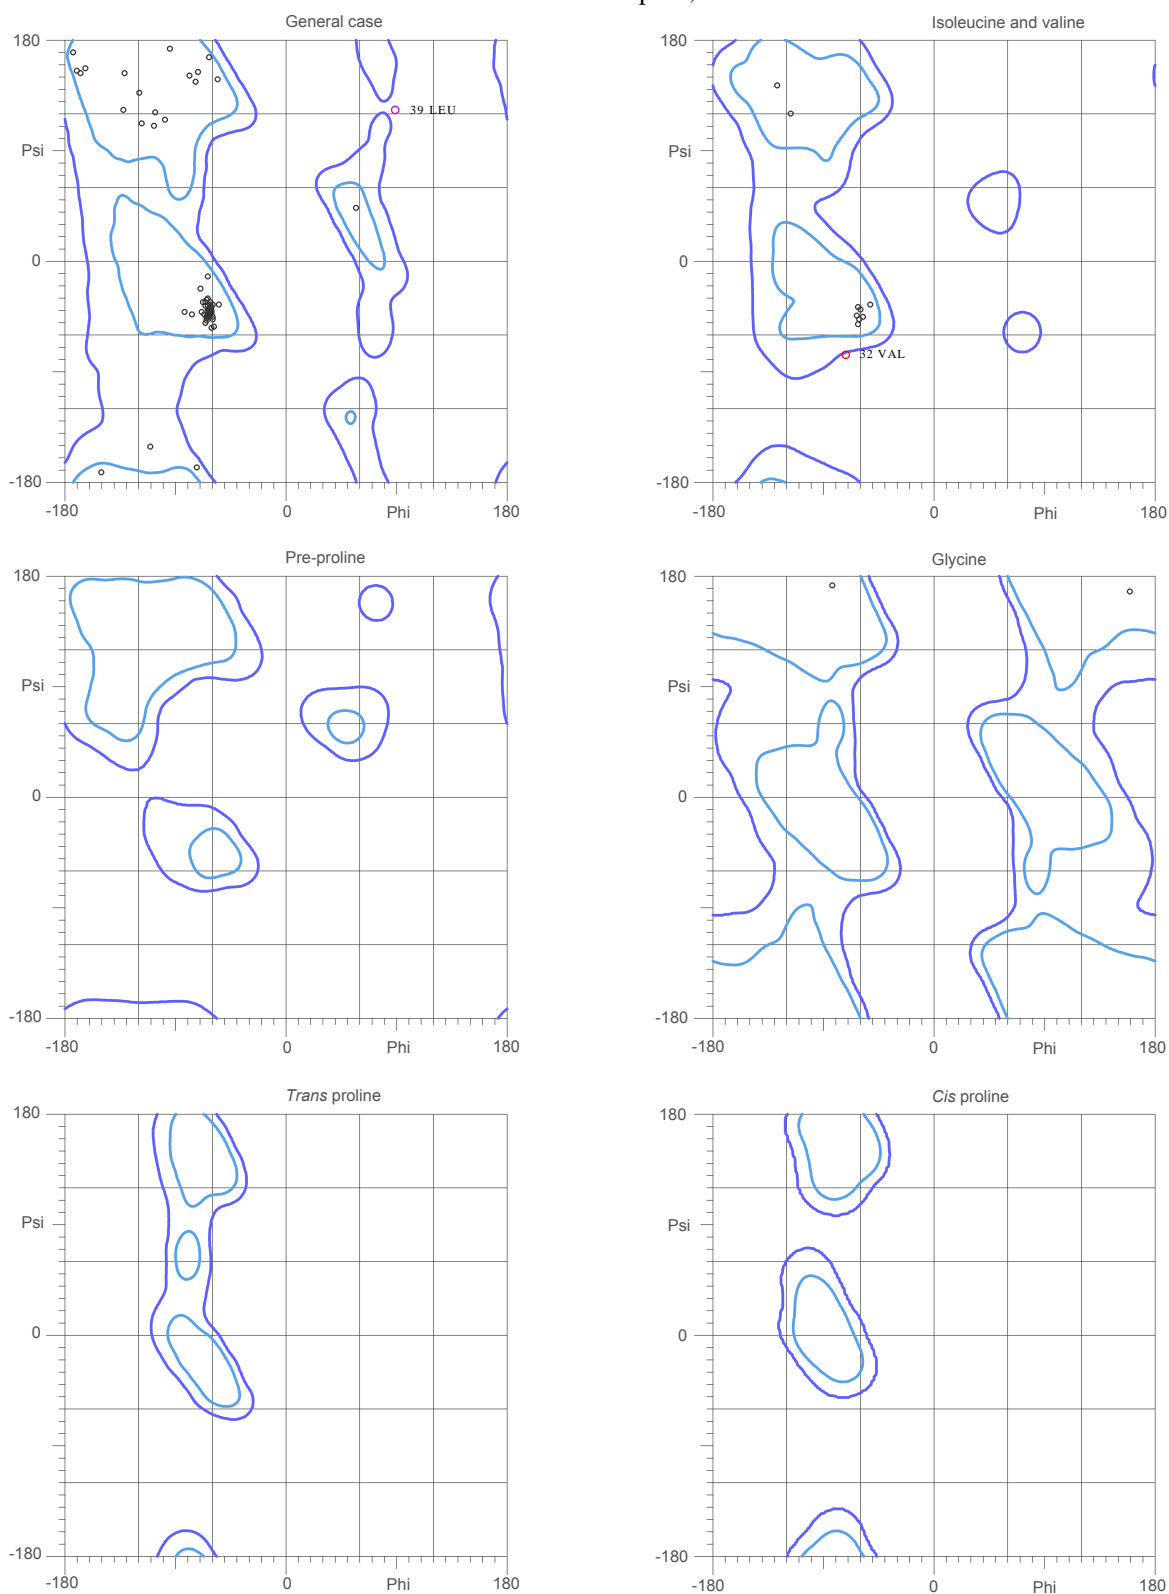 General case
180
Psi
0
-180
-180
0
Phi
180
39 LEU
Isoleucine and valine
180
Psi
0
-180
-180
0
Phi
180
32 VAL
Pre-proline
180
Psi
0
-180
-180
0
Phi
180
Glycine
180
Psi
0
-180
-180
0
Phi
180
Trans proline
180
Psi
0
-180
-180
0
Phi
180
Cis proline
180
Psi
0
-180
-180
0
Phi
180